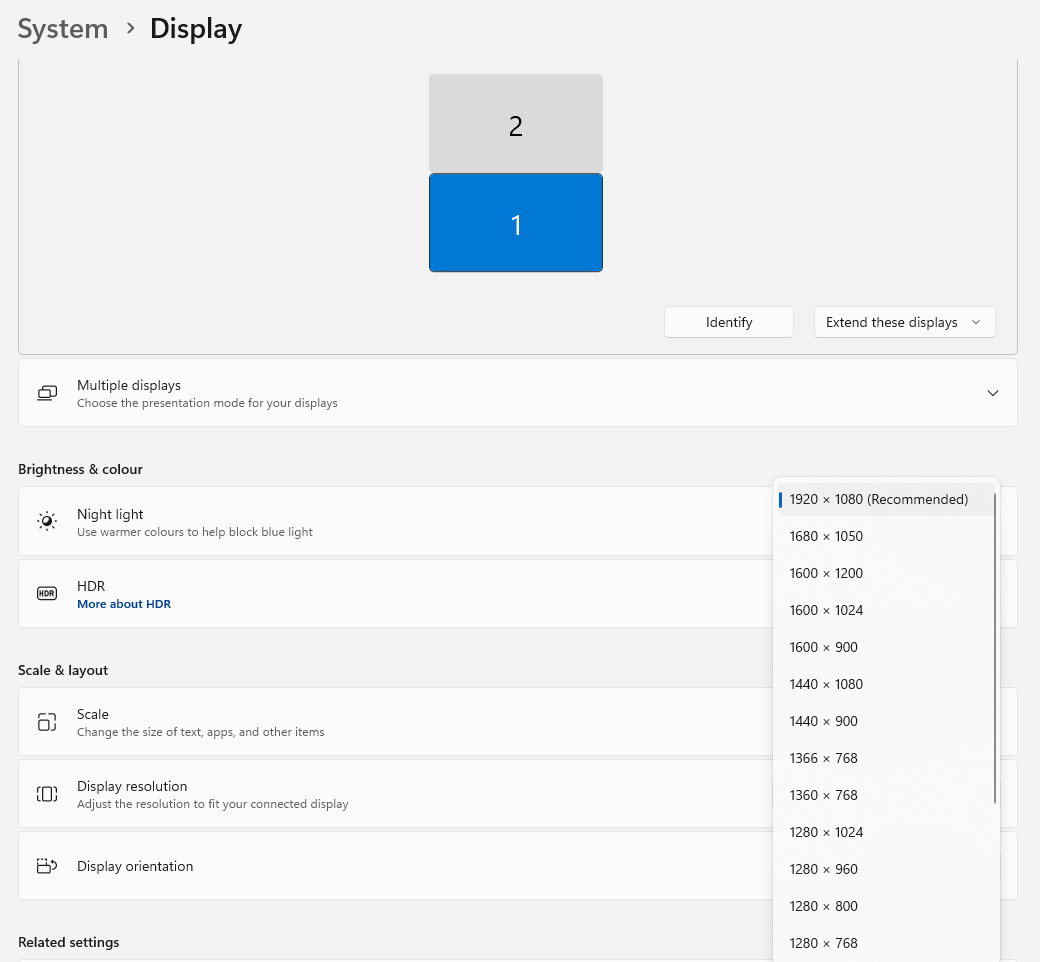 System > Display
2
1
Identify
Extend these displays
Multiple displays
Choose the presentation mode for your displays
Brightness & colour
Night light
Use warmer colours to help block blue light
HDR
HDR
More about HDR
Scale & layout
Scale
Change the size of text, apps, and other items
Display resolution
Adjust the resolution to fit your connected display
Display orientation
Related settings
1920 × 1080 (Recommended)
1680 × 1050
1600 × 1200
1600 × 1024
1600 × 900
1440 × 1080
1440 × 900
1366 × 768
1360 × 768
1280 × 1024
1280 × 960
1280 × 800
1280 × 768